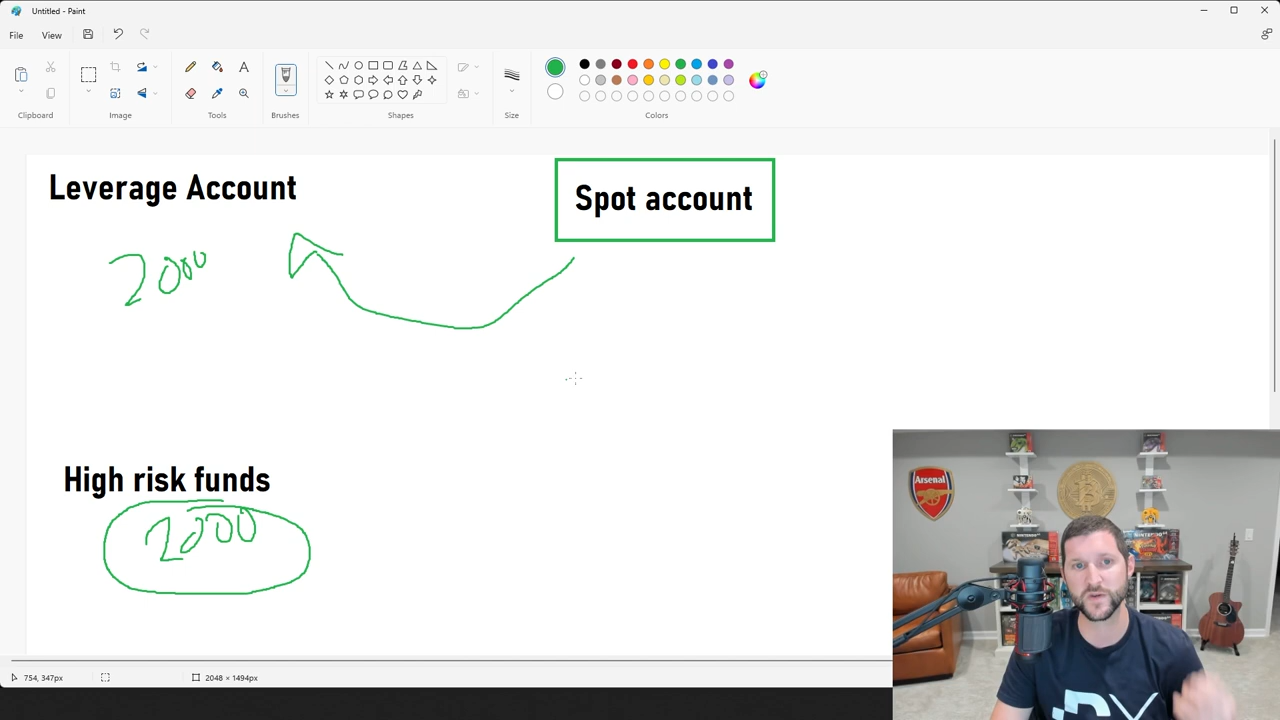 Untitled - Paint
File View
Clipboard Image Tools Brushes Shapes Size Colors
Leverage Account
Spot account
2000
High risk funds
2000
Arsenal
754, 347px
2048 × 1494px